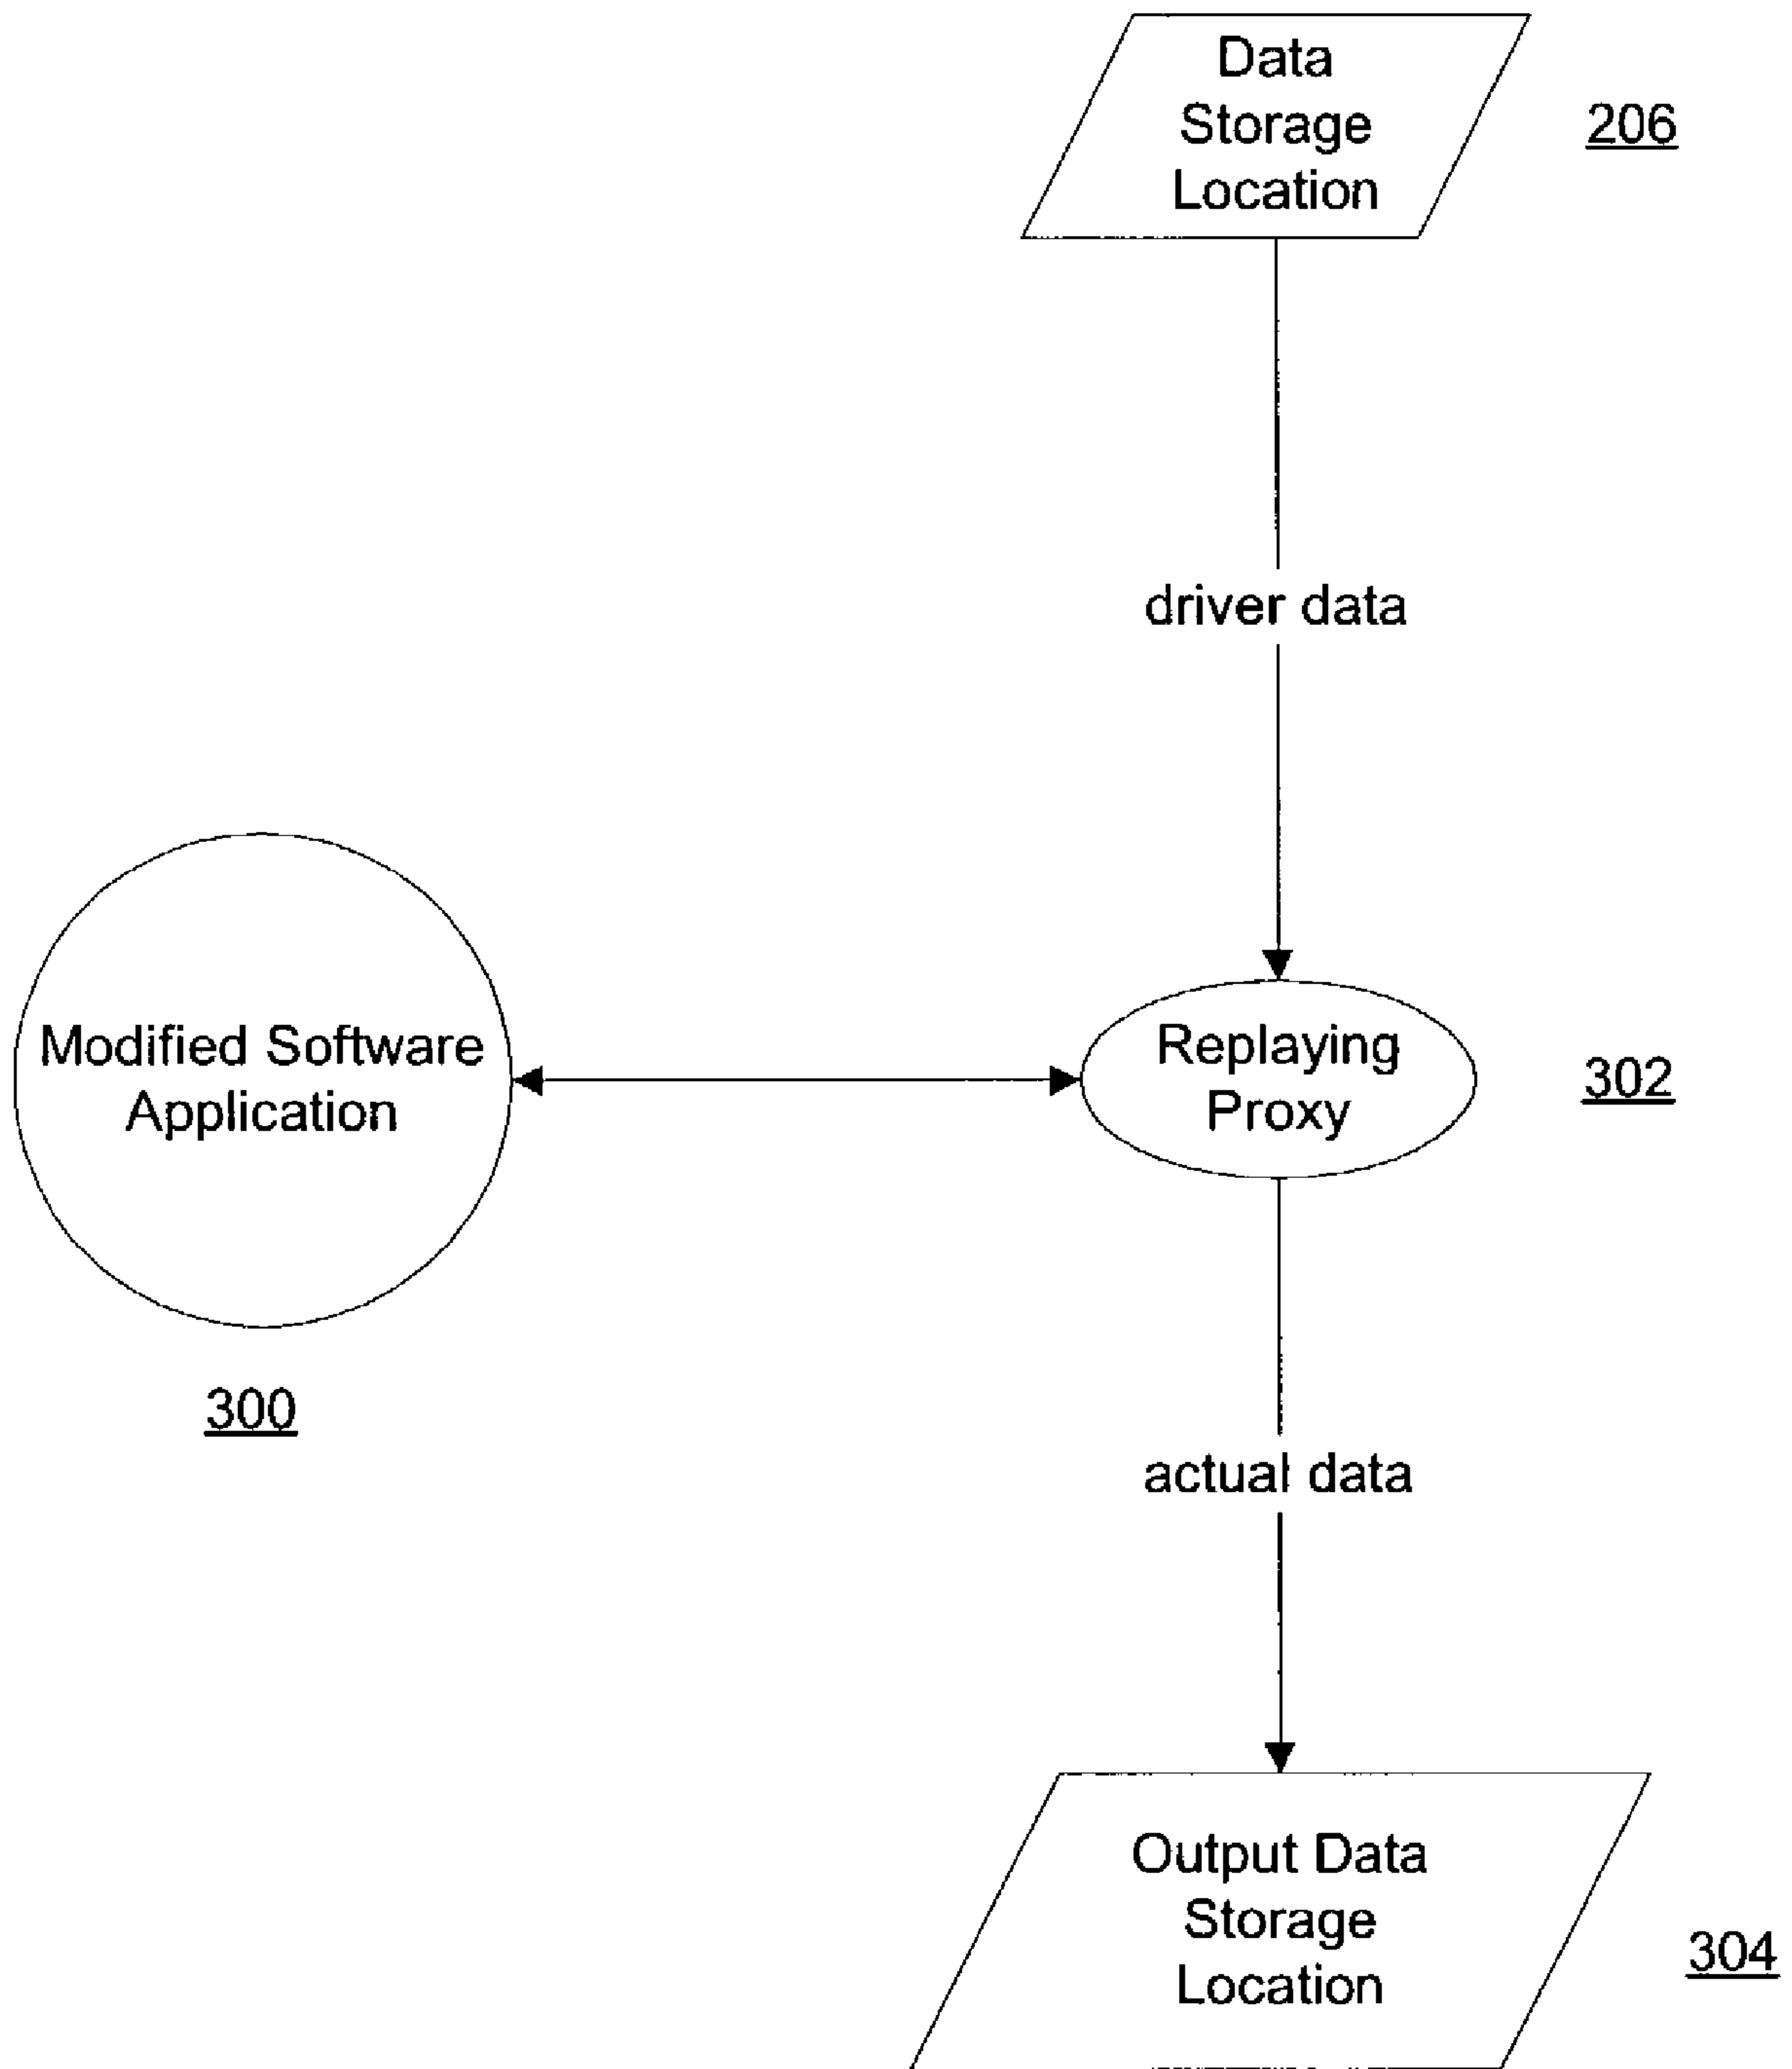 Data
Storage
Location
206
driver data
Modified Software
Application
300
Replaying
Proxy
302
actual data
Output Data
Storage
Location
304